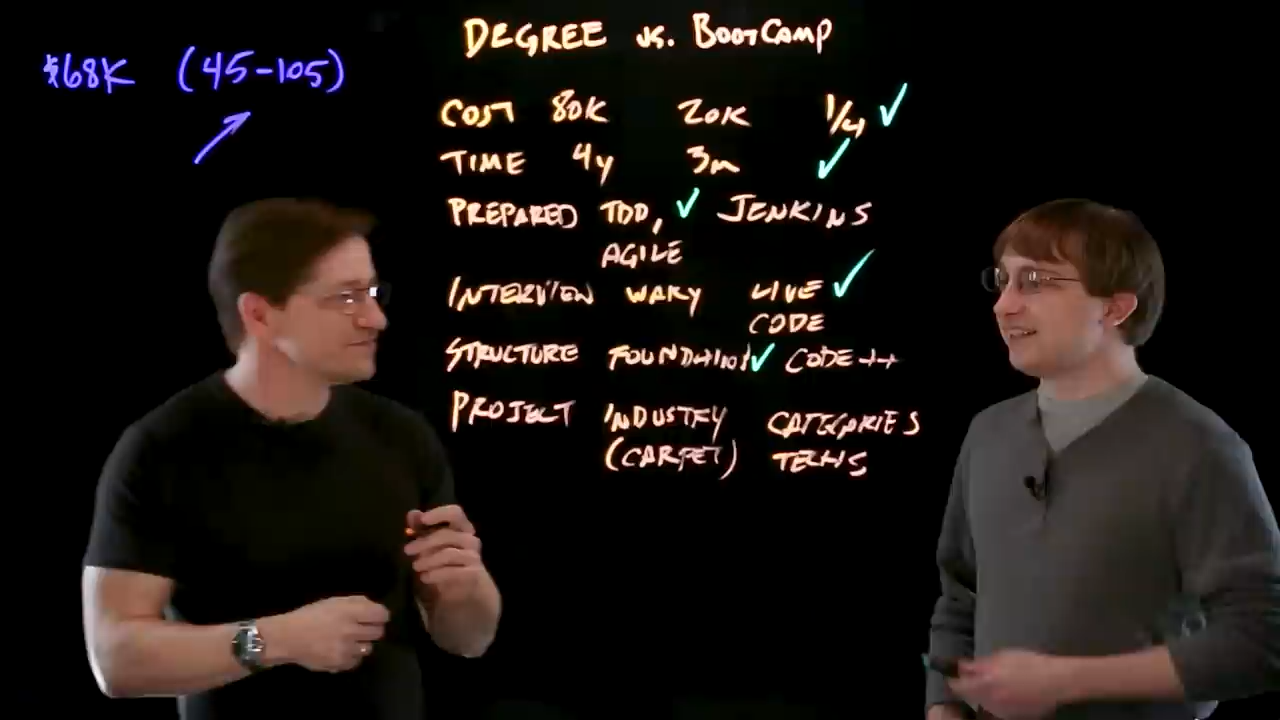 $68K (45-105)
DEGREE vs. BOOTCAMP
COST 80K 20K 1/4 ✓
TIME 4y 3m ✓
PREPARED TDD, ✓ JENKINS
AGILE
INTERVIEW WARY LIVE ✓
CODE
STRUCTURE FOUNDATION ✓ CODE++
PROJECT INDUSTRY CATEGORIES
(CARPET) TERMS